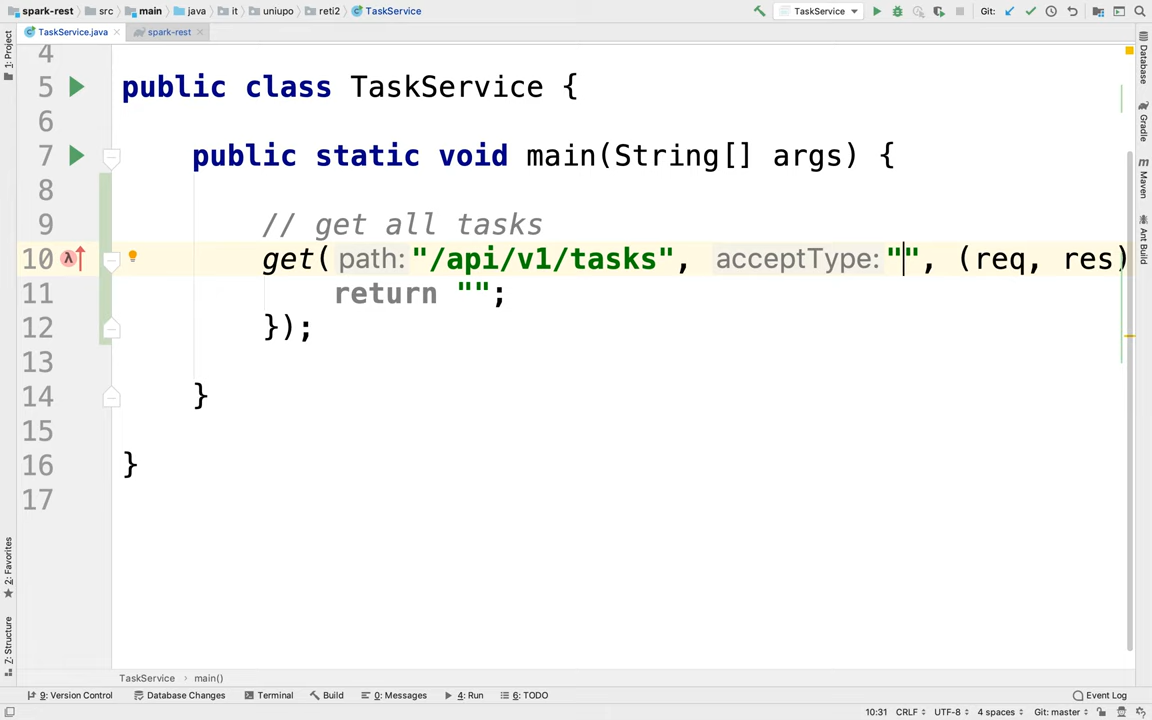 spark-rest src main java it uniupo reti2 TaskService TaskService Git:
TaskService.java spark-rest
1: Project
Database
Gradle
Maven
Ant Build
4
5 public class TaskService {
6
7 public static void main(String[] args) {
8
9 // get all tasks
10 get( path: "/api/v1/tasks", acceptType: "", (req, res)
11 return "";
12 });
13
14 }
15
16 }
17
2: Favorites
Z: Structure
TaskService › main()
9: Version Control Database Changes Terminal Build 0: Messages 4: Run 6: TODO Event Log
10:31 CRLF UTF-8 4 spaces Git: master